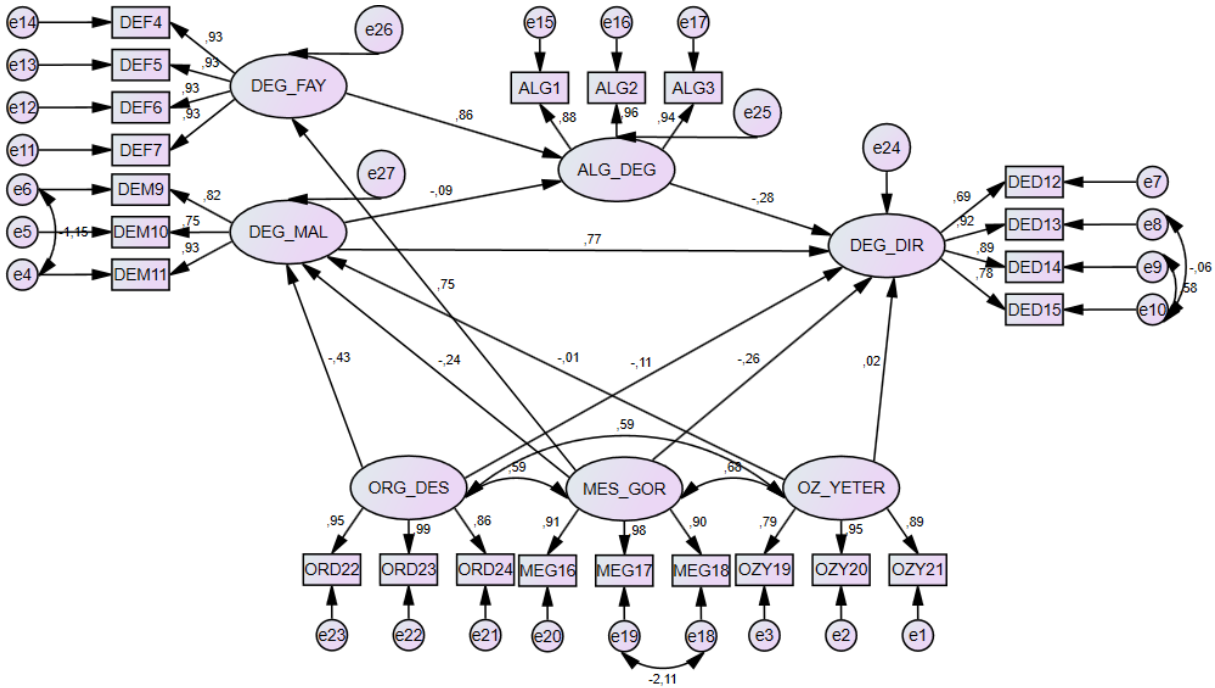 e14 DEF4 ,93
e13 DEF5 ,93
e12 DEF6 ,93
e11 DEF7 ,93
e26
DEG_FAY
,86
e15 e16 e17
ALG1 ALG2 ALG3
,88 ,96 ,94
e25
ALG_DEG
e6 DEM9 ,82
e5 DEM10 ,75
e4 DEM11 ,93
-1,15
e27
DEG_MAL
-,09
-,28
,77
,75
e24
DEG_DIR
,69 DED12 e7
,92 DED13 e8
,89 DED14 e9
,78 DED15 e10
-,06
,58
-,43 -,24 -,01 -,11 -,26 ,02
,59
,59 ,68
ORG_DES MES_GOR OZ_YETER
,95 ,99 ,86 ,91 ,98 ,90 ,79 ,95 ,89
ORD22 ORD23 ORD24 MEG16 MEG17 MEG18 OZY19 OZY20 OZY21
e23 e22 e21 e20 e19 e18 e3 e2 e1
-2,11